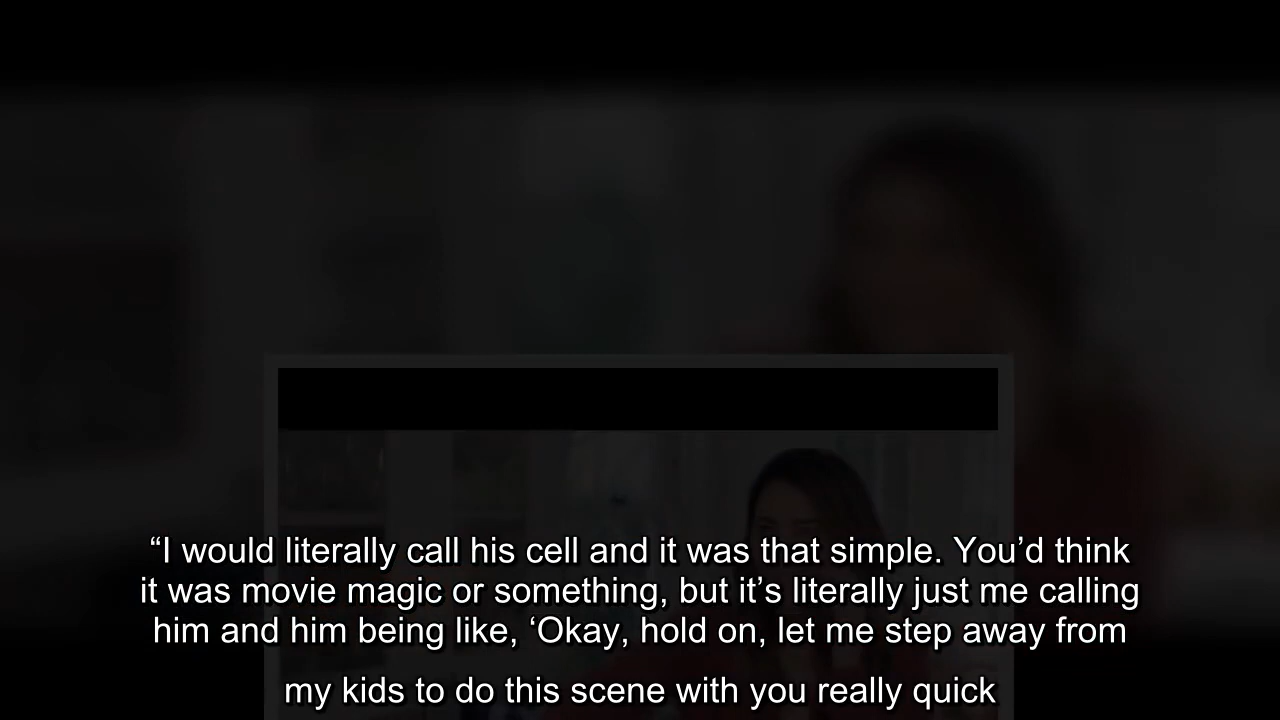 “I would literally call his cell and it was that simple. You’d think
it was movie magic or something, but it’s literally just me calling
him and him being like, ‘Okay, hold on, let me step away from
my kids to do this scene with you really quick